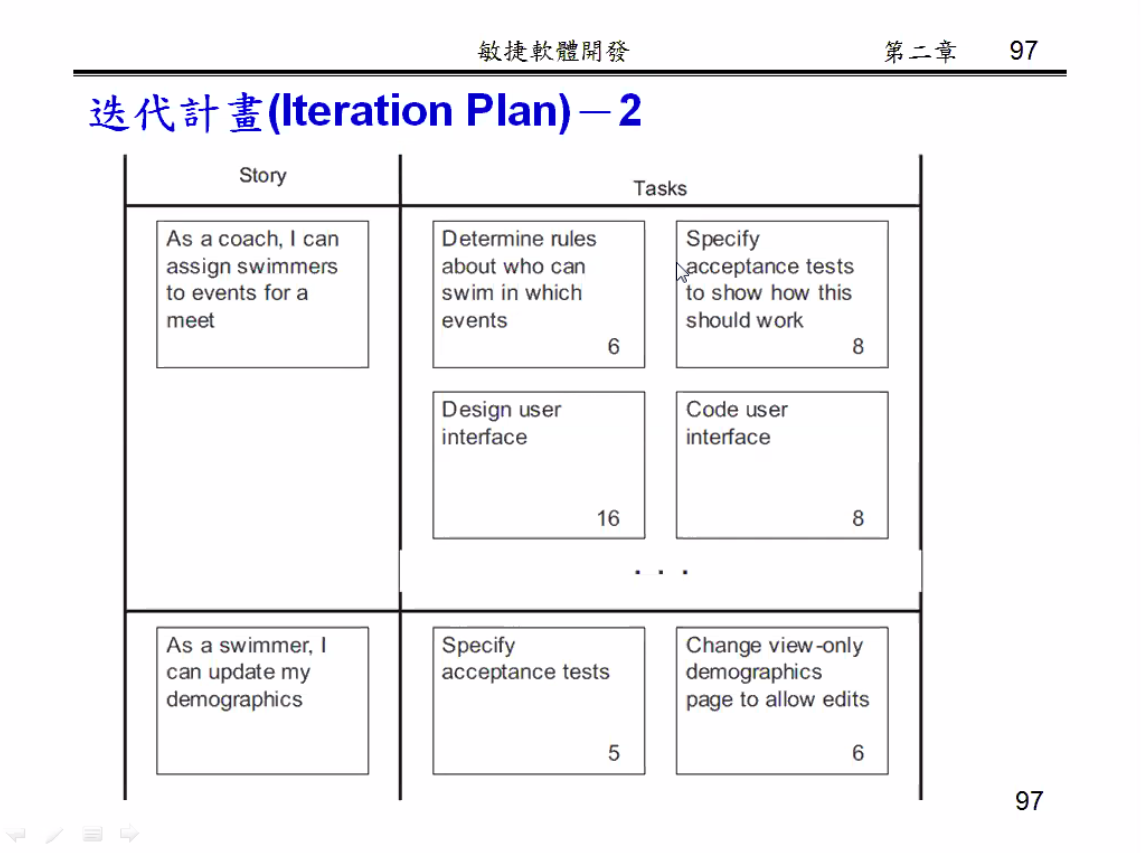 敏捷軟體開發 第二章 97
迭代計畫(Iteration Plan)－2
Story
Tasks
As a coach, I can
assign swimmers
to events for a
meet
Determine rules
about who can
swim in which
events
6
Specify
acceptance tests
to show how this
should work
8
Design user
interface
16
Code user
interface
8
. . .
As a swimmer, I
can update my
demographics
Specify
acceptance tests
5
Change view-only
demographics
page to allow edits
6
97